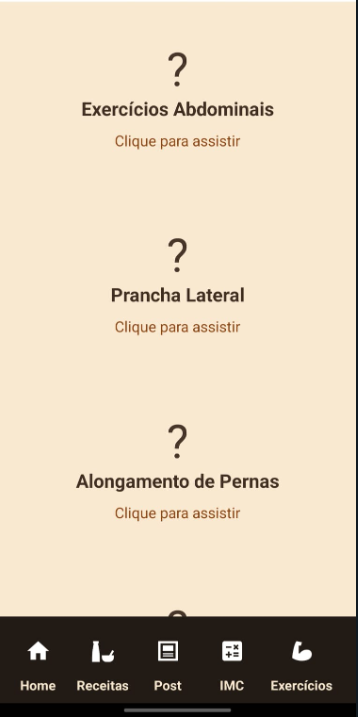 ?
Exercícios Abdominais
Clique para assistir
?
Prancha Lateral
Clique para assistir
?
Alongamento de Pernas
Clique para assistir
Home Receitas Post IMC Exercícios